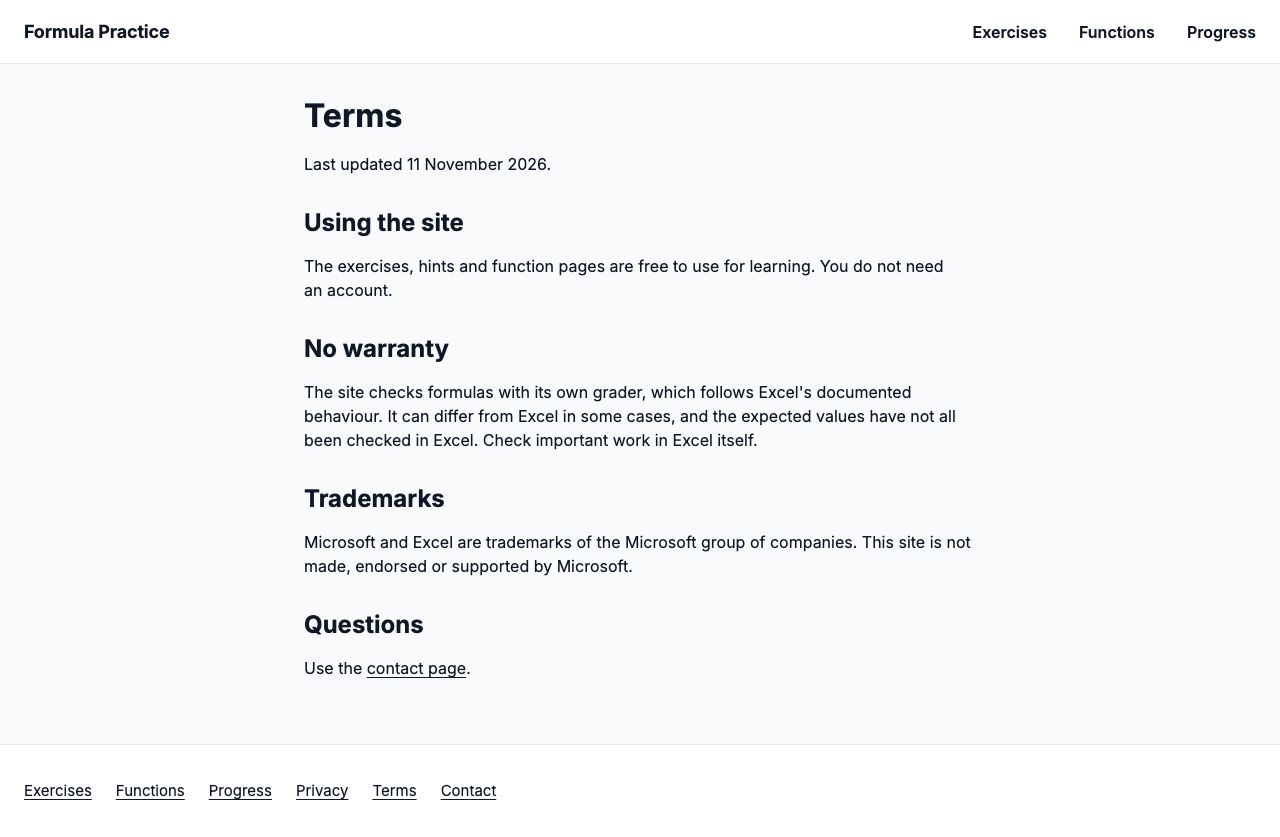 Formula Practice
Exercises Functions Progress
Terms
Last updated 11 November 2026.
Using the site
The exercises, hints and function pages are free to use for learning. You do not need
an account.
No warranty
The site checks formulas with its own grader, which follows Excel's documented
behaviour. It can differ from Excel in some cases, and the expected values have not all
been checked in Excel. Check important work in Excel itself.
Trademarks
Microsoft and Excel are trademarks of the Microsoft group of companies. This site is not
made, endorsed or supported by Microsoft.
Questions
Use the contact page.
Exercises Functions Progress Privacy Terms Contact